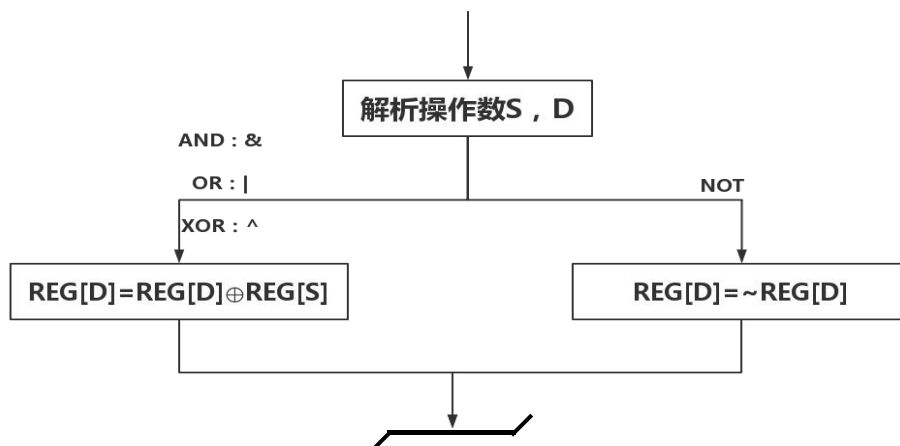 解析操作数S，D
AND：&
OR：|
NOT
XOR：^
REG[D]=REG[D]⊕REG[S]
REG[D]=~REG[D]